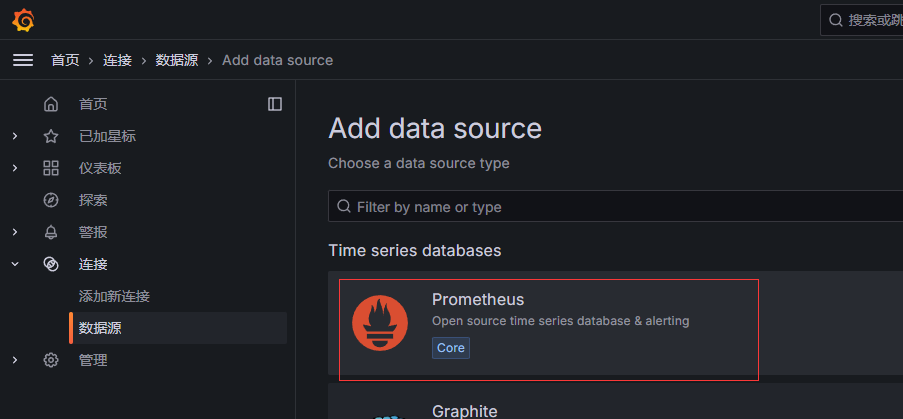 搜索或跳
首页 › 连接 › 数据源 › Add data source
首页
已加星标
仪表板
探索
警报
连接
添加新连接
数据源
管理
Add data source
Choose a data source type
Filter by name or type
Time series databases
Prometheus
Open source time series database & alerting
Core
Graphite